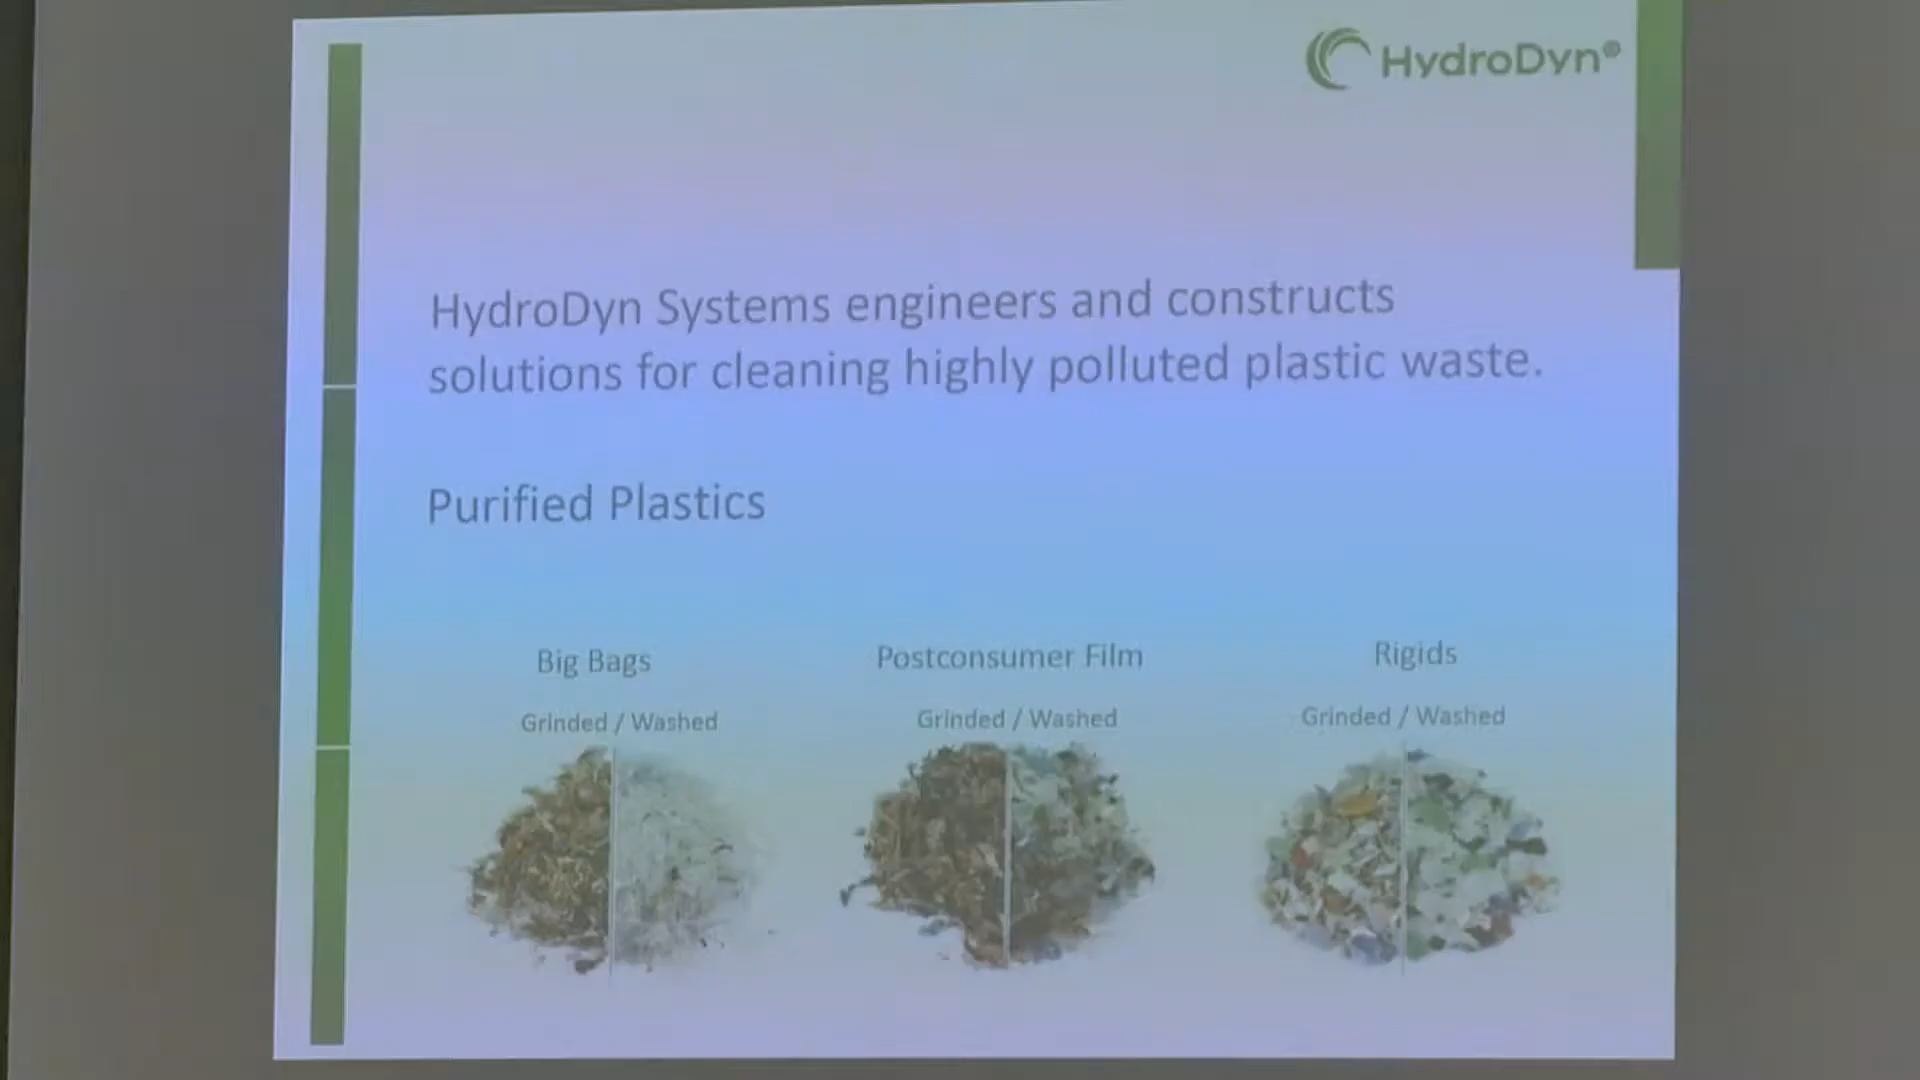 HydroDyn®
HydroDyn Systems engineers and constructs
solutions for cleaning highly polluted plastic waste.
Purified Plastics
Big Bags
Postconsumer Film
Rigids
Grinded / Washed
Grinded / Washed
Grinded / Washed